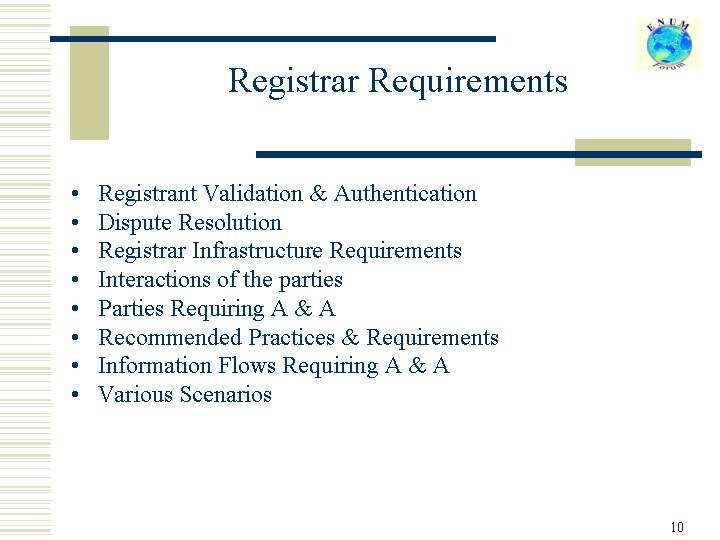 ENUM
Forum
Registrar Requirements
• Registrant Validation & Authentication
• Dispute Resolution
• Registrar Infrastructure Requirements
• Interactions of the parties
• Parties Requiring A & A
• Recommended Practices & Requirements
• Information Flows Requiring A & A
• Various Scenarios
10